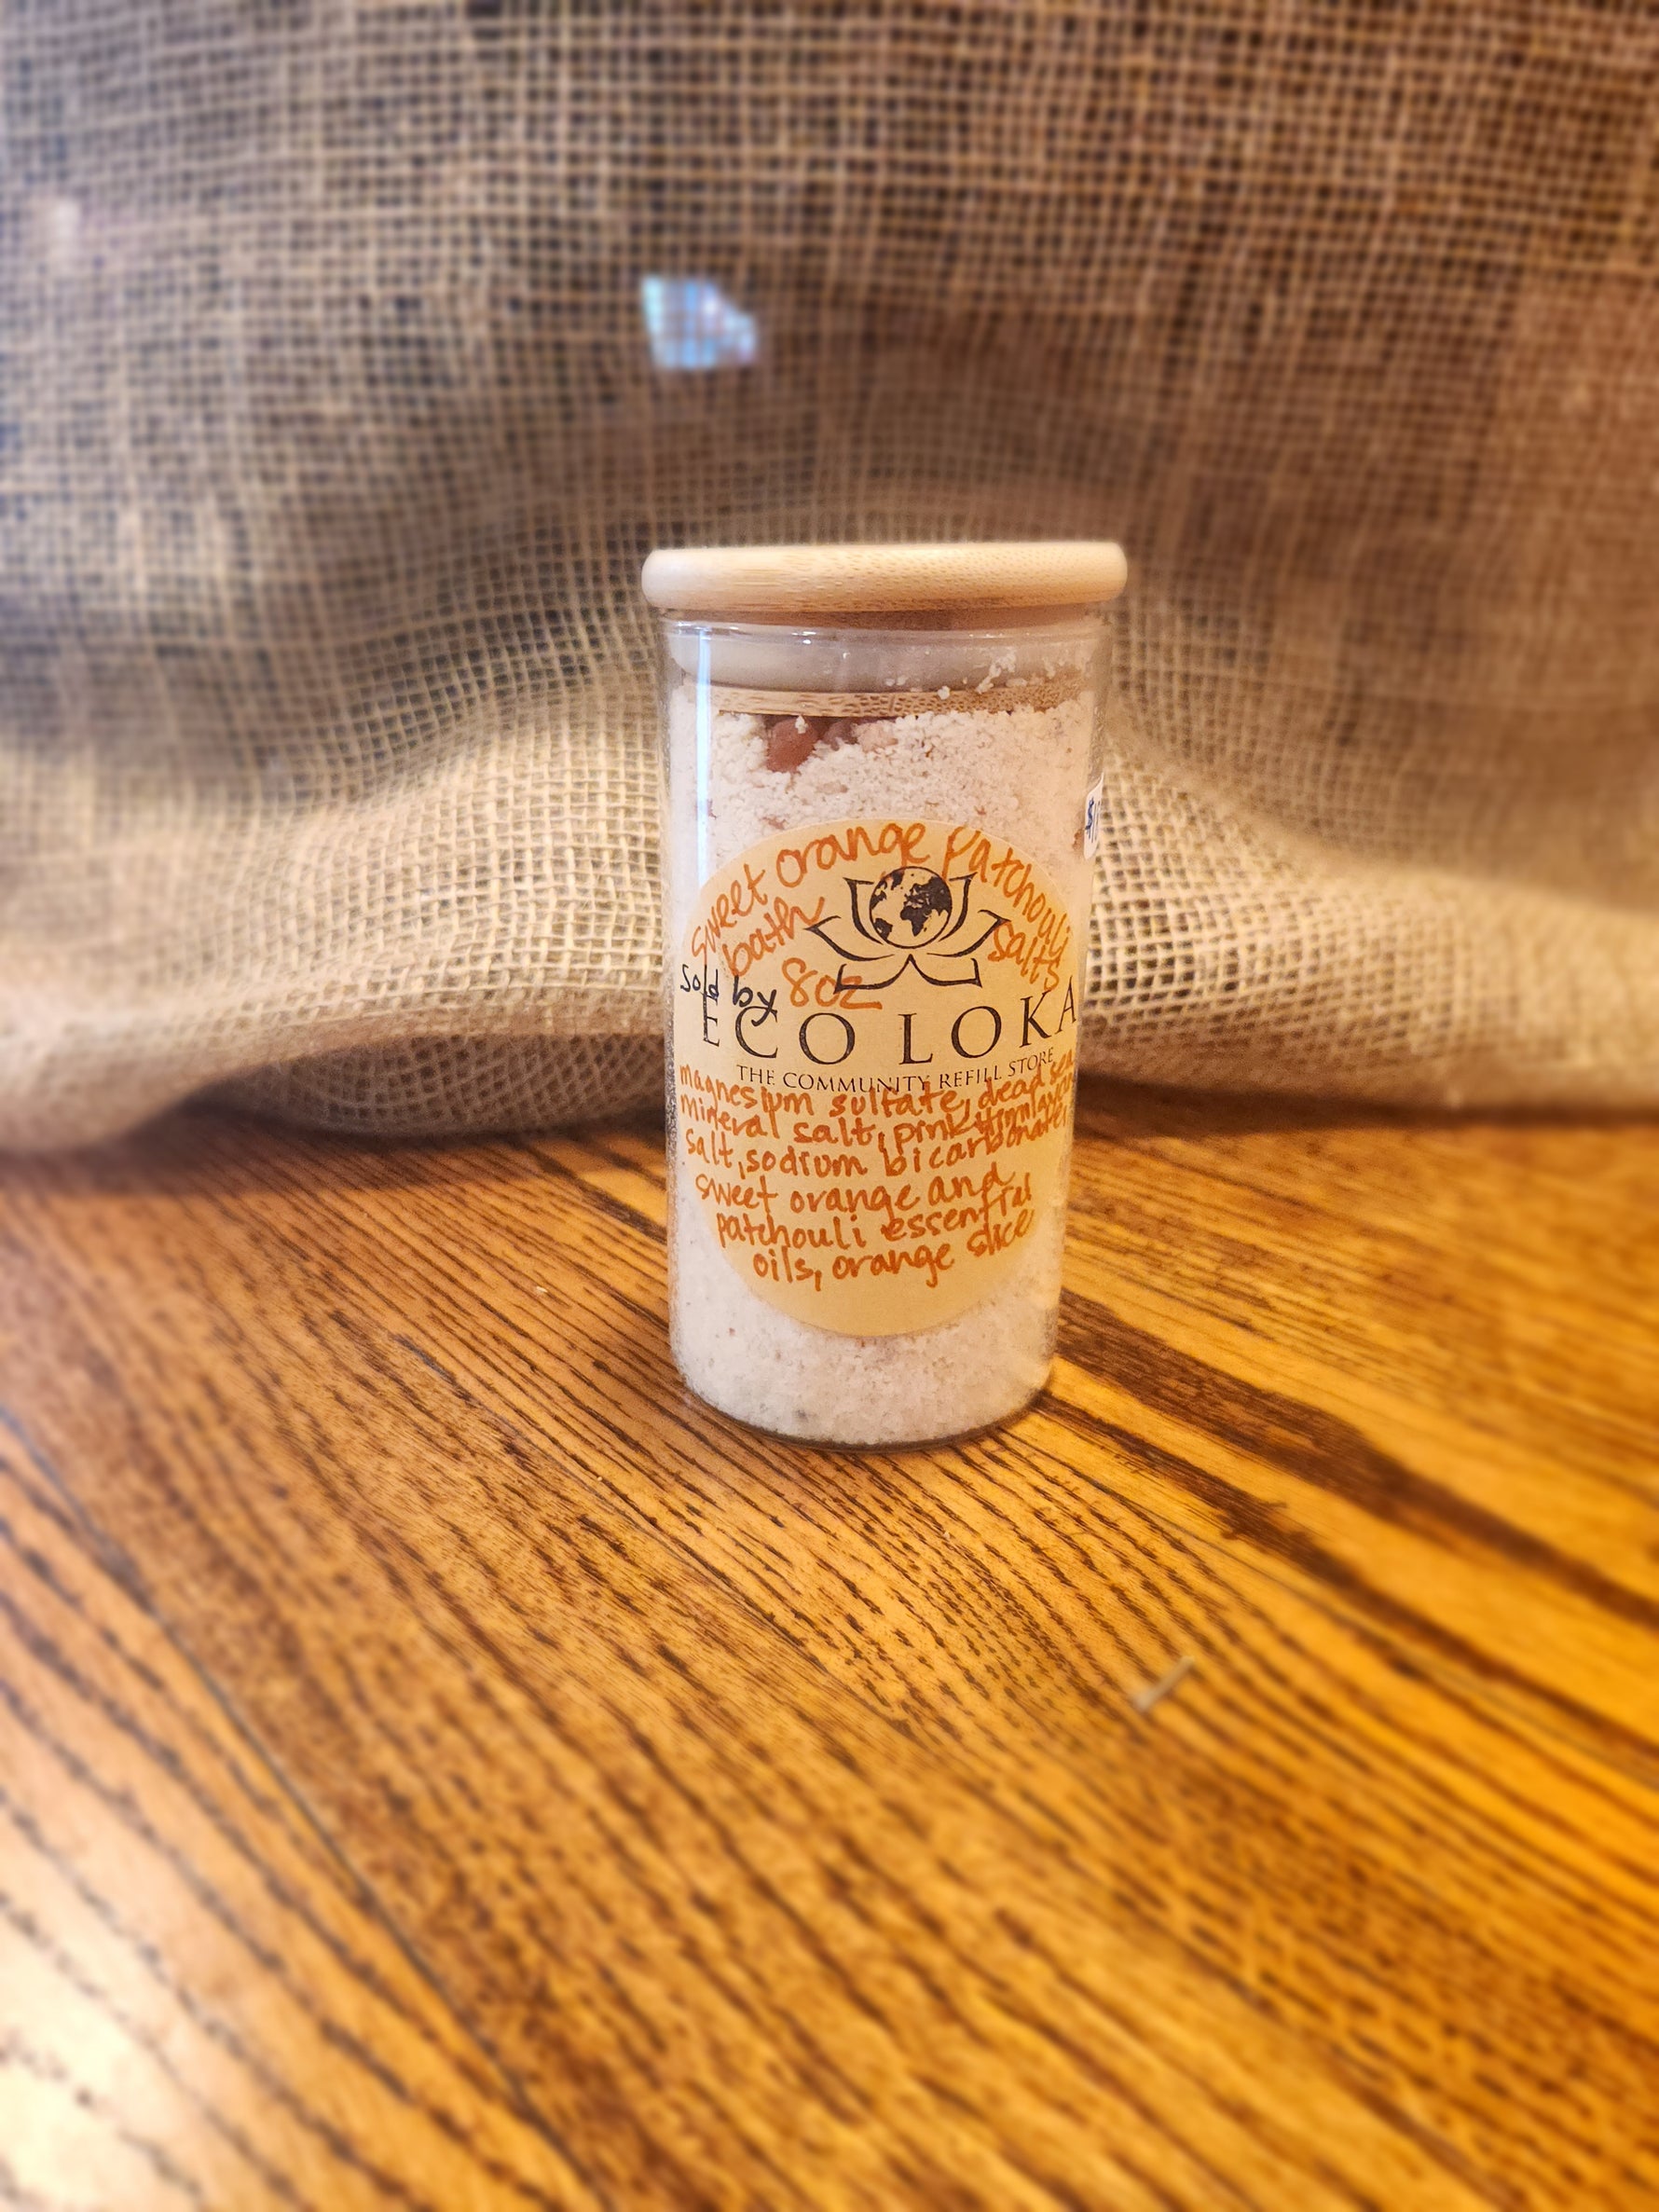 sweet orange Patchouli
bath salts
8oz
Sold by
ECO LOKA
THE COMMUNITY REFILL STORE
magnesium sulfate, dead sea
mineral salt, pink
salt, sodium bicarbonate,
sweet orange and
patchouli essential
oils, orange slice